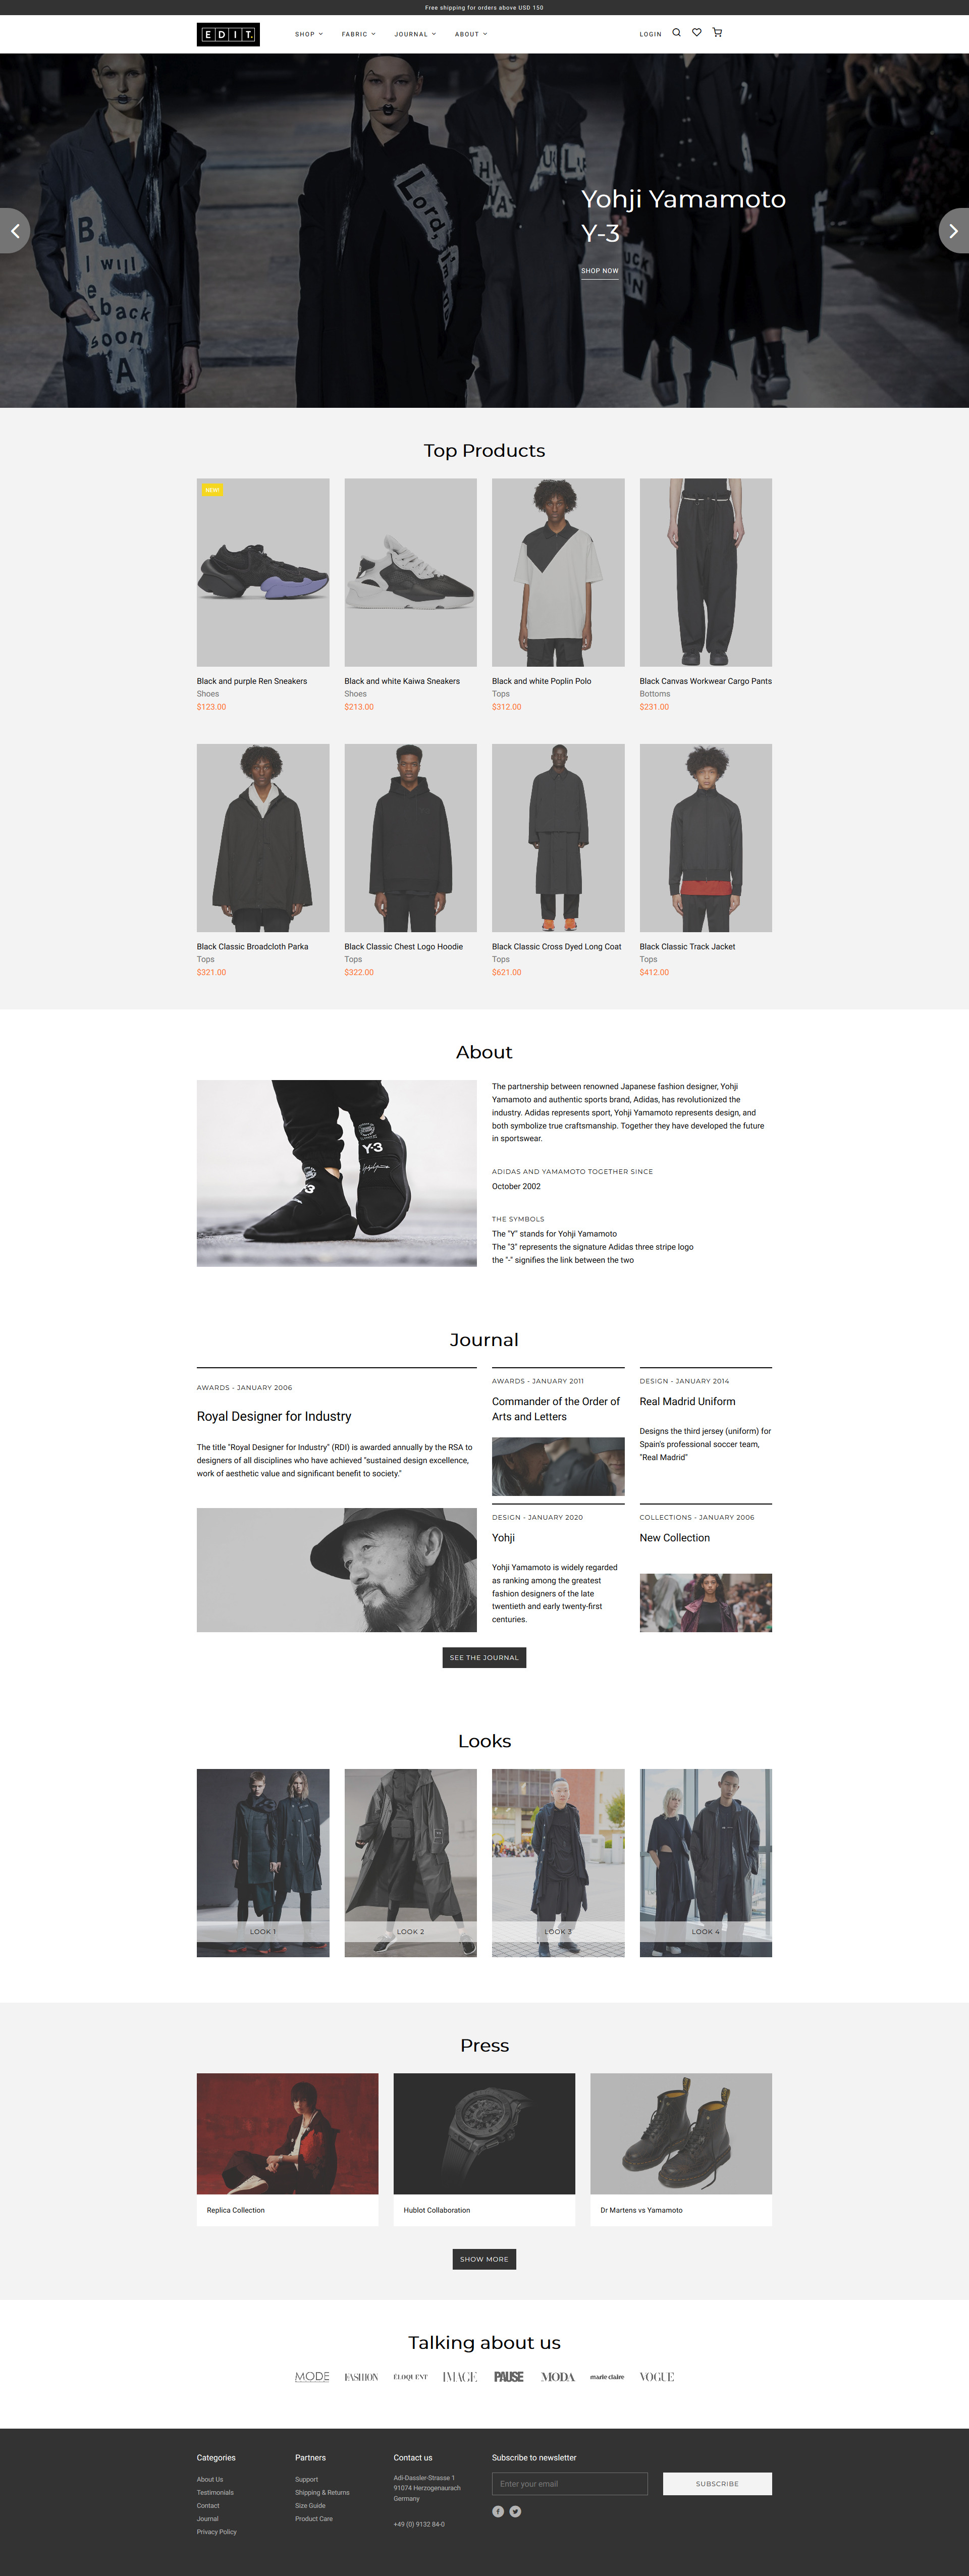 Free shipping for orders above USD 150
EDIT.
SHOP
FABRIC
JOURNAL
ABOUT
LOGIN
B
I will
be back
soon
A
Lord,
Yohji Yamamoto
Y-3
SHOP NOW
Top Products
NEW!
Black and purple Ren Sneakers
Shoes
$123.00
Black and white Kaiwa Sneakers
Shoes
$213.00
Black and white Poplin Polo
Tops
$312.00
Black Canvas Workwear Cargo Pants
Bottoms
$231.00
Black Classic Broadcloth Parka
Tops
$321.00
Black Classic Chest Logo Hoodie
Tops
$322.00
Black Classic Cross Dyed Long Coat
Tops
$621.00
Black Classic Track Jacket
Tops
$412.00
About
Y-3
The partnership between renowned Japanese fashion designer, Yohji
Yamamoto and authentic sports brand, Adidas, has revolutionized the
industry. Adidas represents sport, Yohji Yamamoto represents design, and
both symbolize true craftsmanship. Together they have developed the future
in sportswear.
ADIDAS AND YAMAMOTO TOGETHER SINCE
October 2002
THE SYMBOLS
The "Y" stands for Yohji Yamamoto
The "3" represents the signature Adidas three stripe logo
the "-" signifies the link between the two
Journal
AWARDS - JANUARY 2006
Royal Designer for Industry
The title "Royal Designer for Industry" (RDI) is awarded annually by the RSA to
designers of all disciplines who have achieved "sustained design excellence,
work of aesthetic value and significant benefit to society."
AWARDS - JANUARY 2011
Commander of the Order of
Arts and Letters
DESIGN - JANUARY 2014
Real Madrid Uniform
Designs the third jersey (uniform) for
Spain's professional soccer team,
"Real Madrid"
DESIGN - JANUARY 2020
Yohji
Yohji Yamamoto is widely regarded
as ranking among the greatest
fashion designers of the late
twentieth and early twenty-first
centuries.
COLLECTIONS - JANUARY 2006
New Collection
SEE THE JOURNAL
Looks
LOOK 1
LOOK 2
LOOK 3
LOOK 4
Press
Replica Collection
Hublot Collaboration
Dr Martens vs Yamamoto
SHOW MORE
Talking about us
MODE
FASHION
ÉLOQUENT
IMAGE
PAUSE
MODA
marie claire
VOGUE
Categories
About Us
Testimonials
Contact
Journal
Privacy Policy
Partners
Support
Shipping & Returns
Size Guide
Product Care
Contact us
Adi-Dassler-Strasse 1
91074 Herzogenaurach
Germany
+49 (0) 9132 84-0
Subscribe to newsletter
Enter your email
SUBSCRIBE